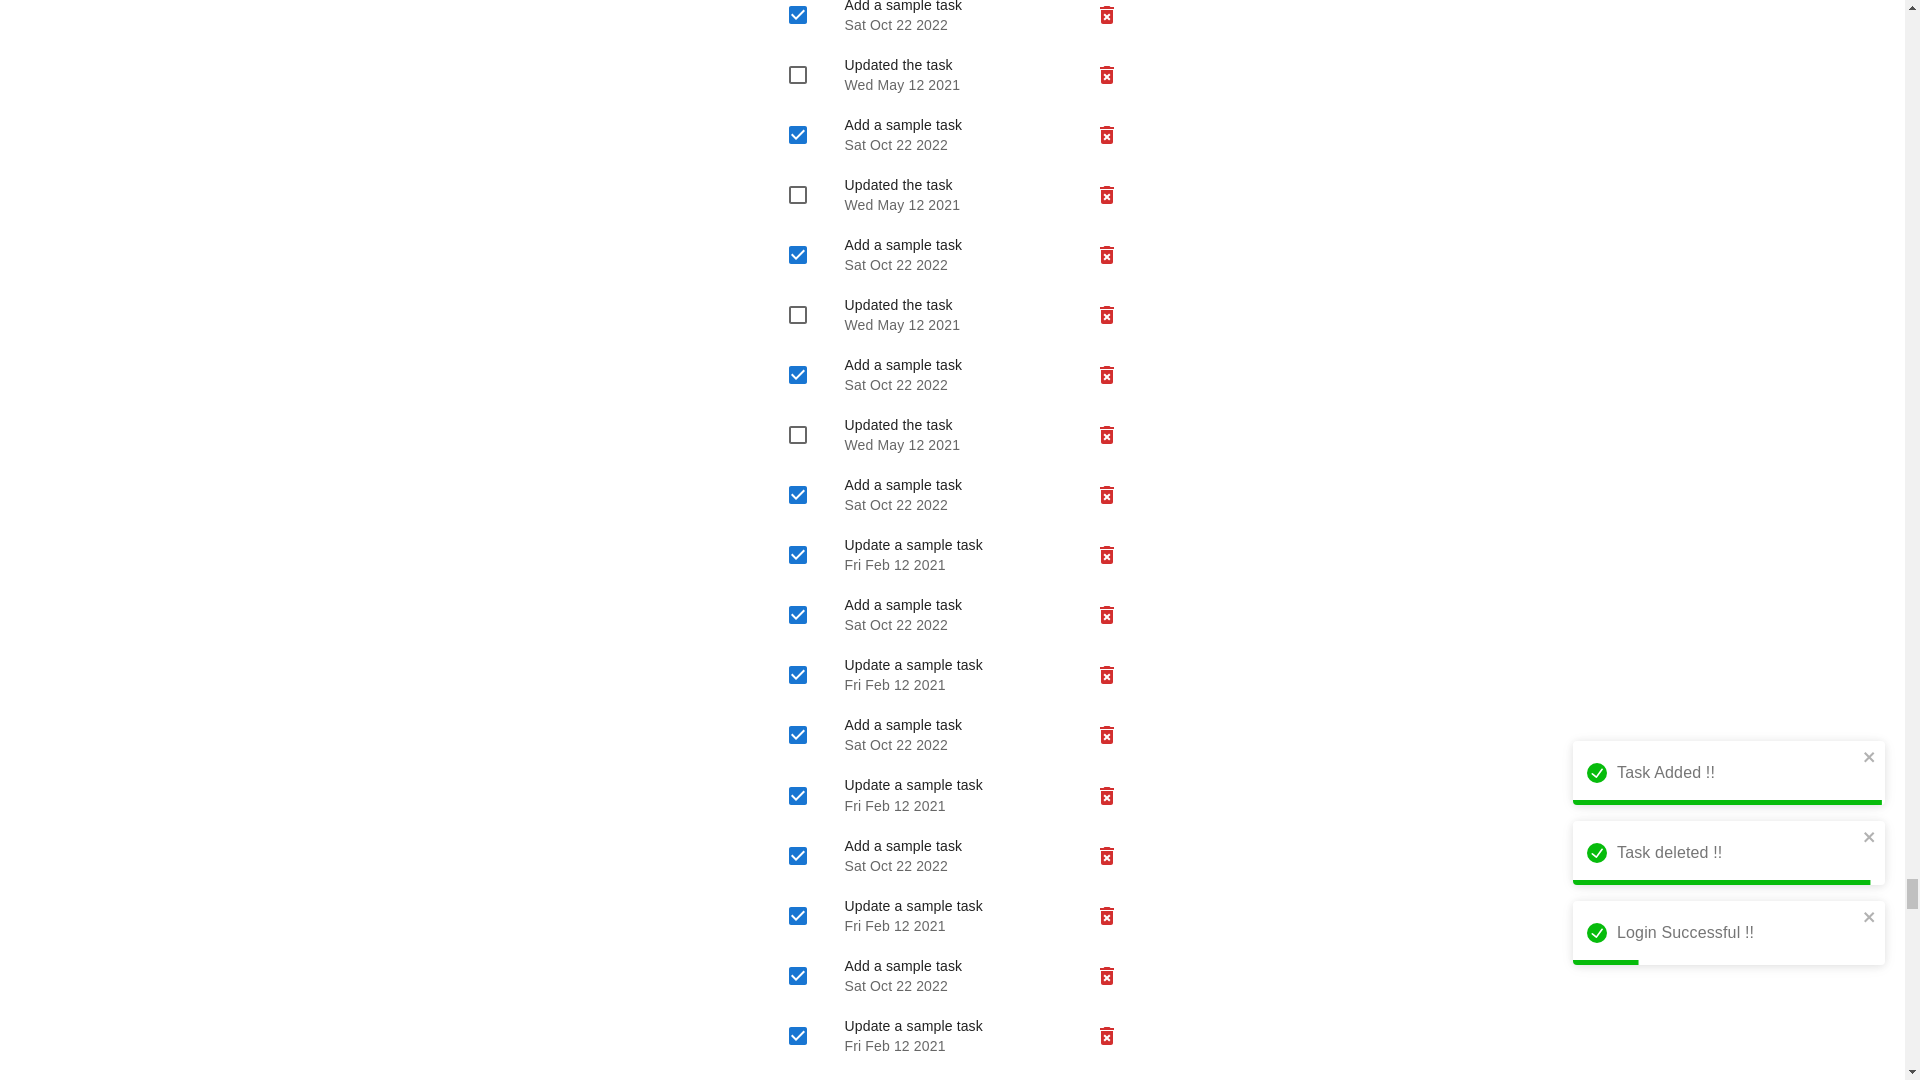 Add a sample task
Sat Oct 22 2022
Updated the task
Wed May 12 2021
Add a sample task
Sat Oct 22 2022
Updated the task
Wed May 12 2021
Add a sample task
Sat Oct 22 2022
Updated the task
Wed May 12 2021
Add a sample task
Sat Oct 22 2022
Updated the task
Wed May 12 2021
Add a sample task
Sat Oct 22 2022
Update a sample task
Fri Feb 12 2021
Add a sample task
Sat Oct 22 2022
Update a sample task
Fri Feb 12 2021
Add a sample task
Sat Oct 22 2022
Update a sample task
Fri Feb 12 2021
Add a sample task
Sat Oct 22 2022
Update a sample task
Fri Feb 12 2021
Add a sample task
Sat Oct 22 2022
Update a sample task
Fri Feb 12 2021
Task Added !!
Task deleted !!
Login Successful !!